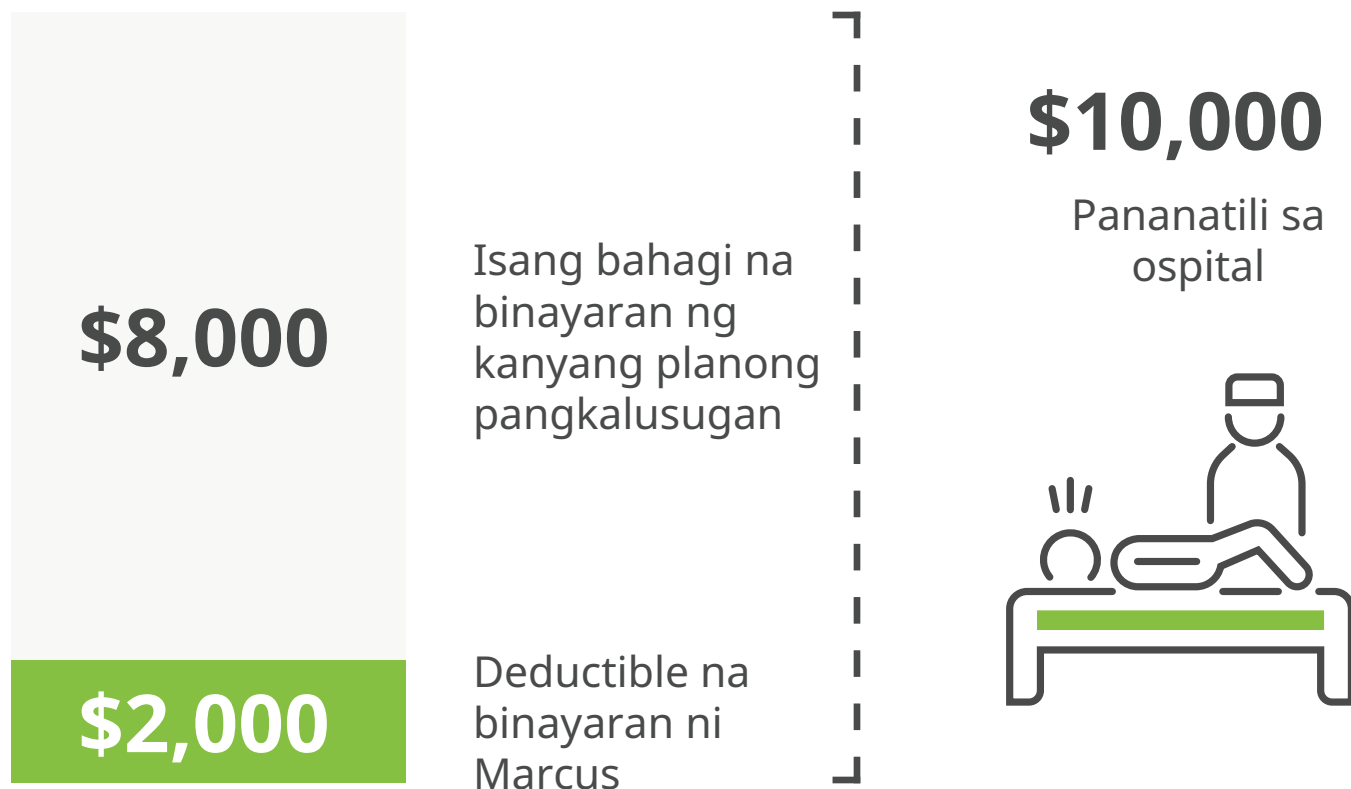 $8,000
Isang bahagi na
binayaran ng
kanyang planong
pangkalusugan
$2,000
Deductible na
binayaran ni
Marcus
$10,000
Pananatili sa
ospital